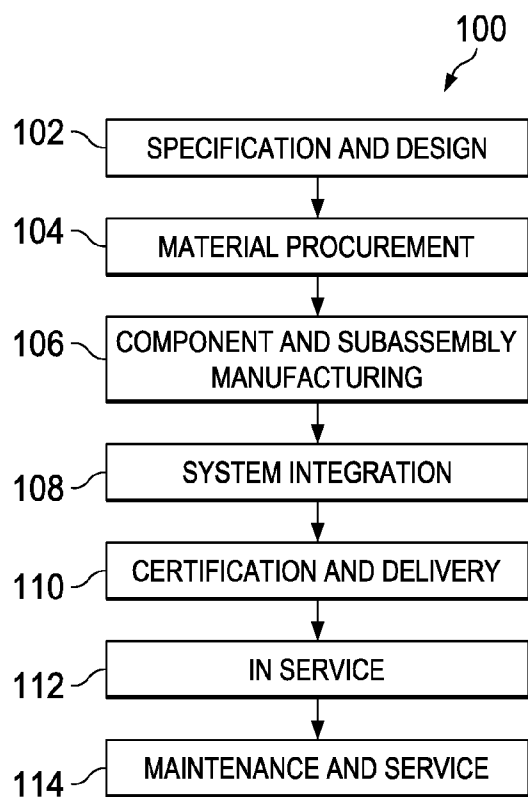 100
102
SPECIFICATION AND DESIGN
104
MATERIAL PROCUREMENT
106
COMPONENT AND SUBASSEMBLY
MANUFACTURING
108
SYSTEM INTEGRATION
110
CERTIFICATION AND DELIVERY
112
IN SERVICE
114
MAINTENANCE AND SERVICE